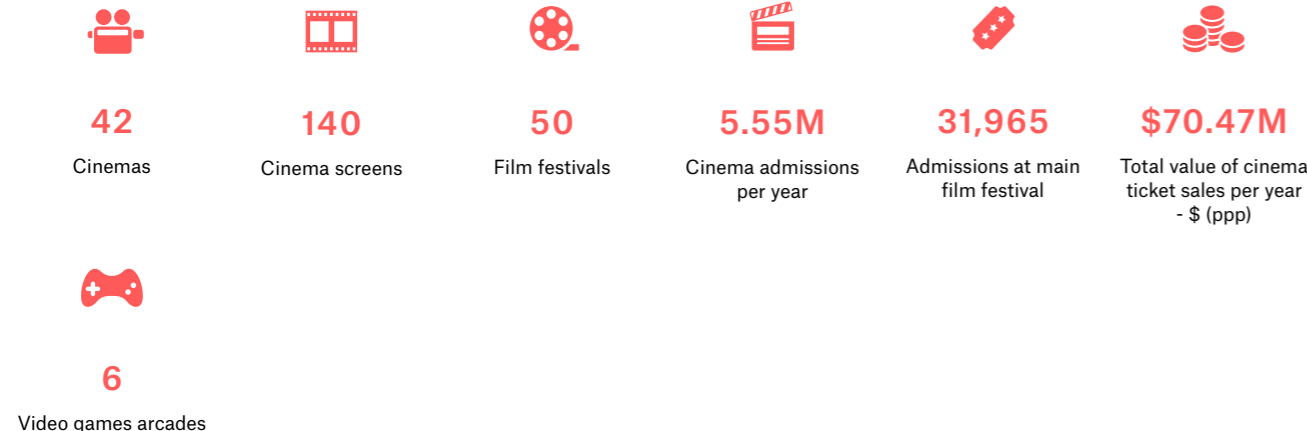 42
Cinemas
140
Cinema screens
50
Film festivals
5.55M
Cinema admissions
per year
31,965
Admissions at main
film festival
$70.47M
Total value of cinema
ticket sales per year
- $ (ppp)
6
Video games arcades